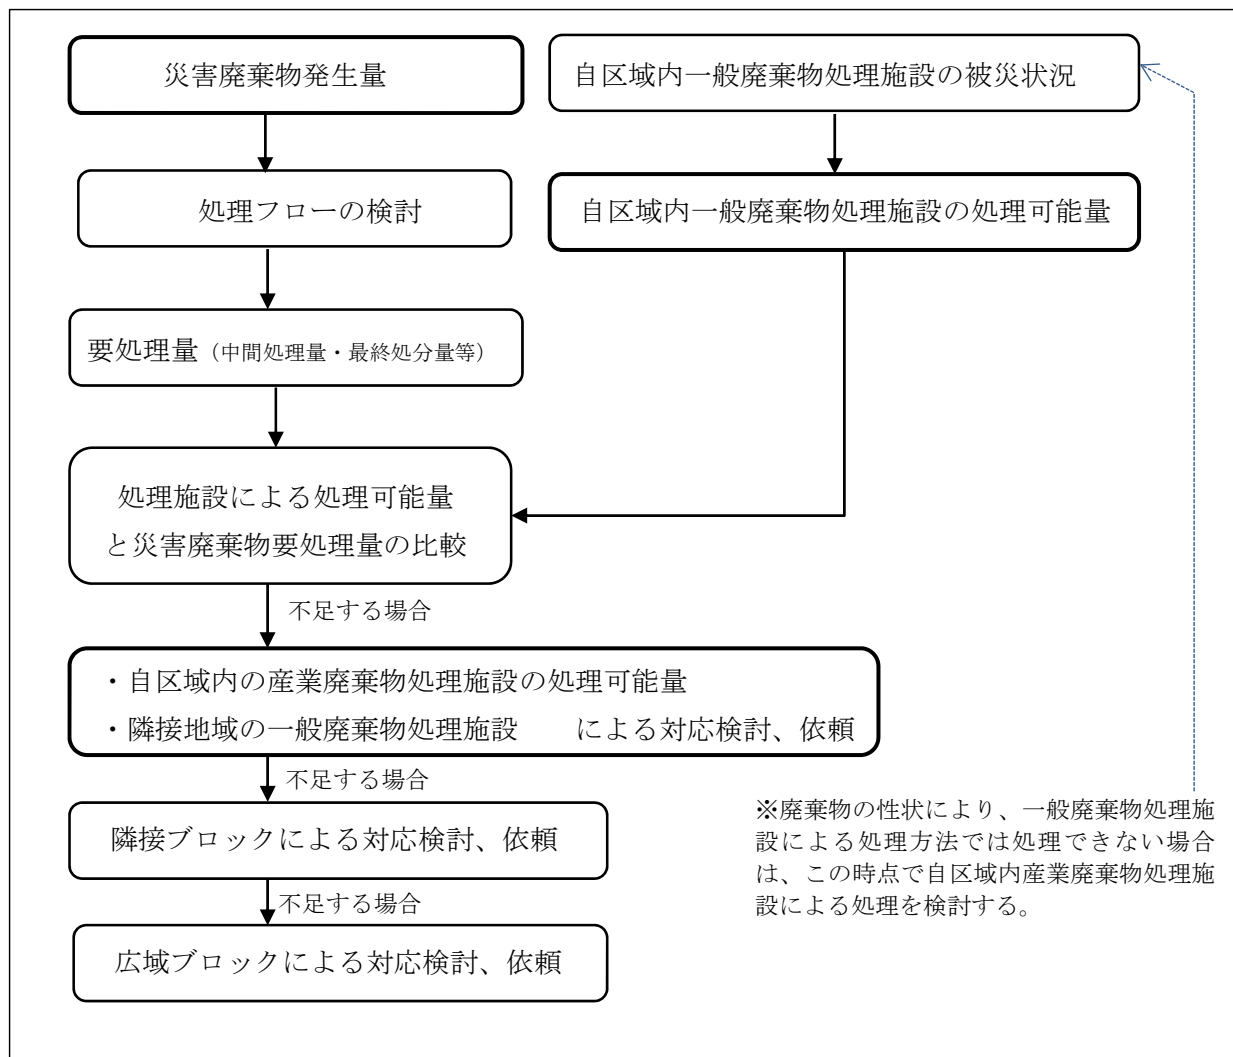 災害廃棄物発生量
自区域内一般廃棄物処理施設の被災状況
処理フローの検討
自区域内一般廃棄物処理施設の処理可能量
要処理量（中間処理量・最終処分量等）
処理施設による処理可能量
と災害廃棄物要処理量の比較
不足する場合
・自区域内の産業廃棄物処理施設の処理可能量
・隣接地域の一般廃棄物処理施設　　による対応検討、依頼
不足する場合
隣接ブロックによる対応検討、依頼
不足する場合
広域ブロックによる対応検討、依頼
※廃棄物の性状により、一般廃棄物処理施
設による処理方法では処理できない場合
は、この時点で自区域内産業廃棄物処理施
設による処理を検討する。